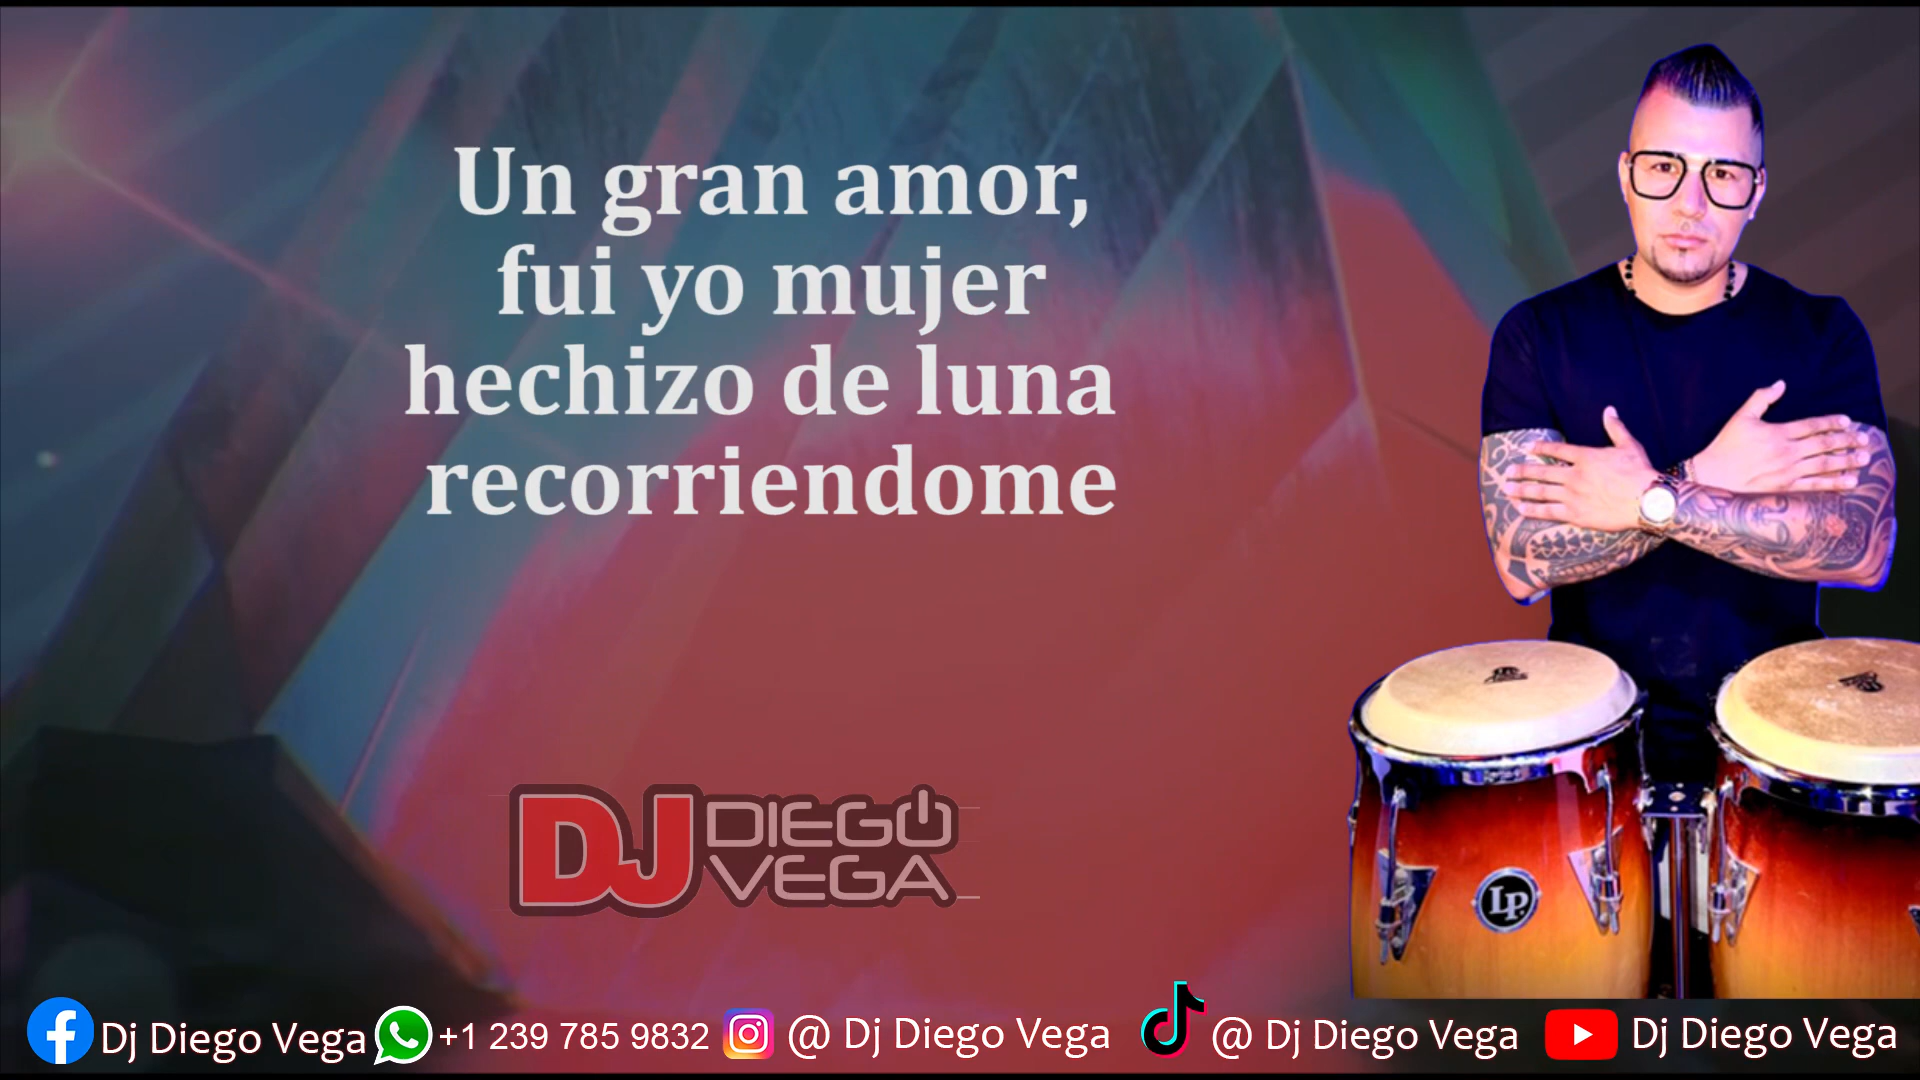 Un gran amor,
fui yo mujer
hechizo de luna
recorriendome
DJ DIEGO
VEGA
LP
Dj Diego Vega +1 239 785 9832 @ Dj Diego Vega @ Dj Diego Vega Dj Diego Vega